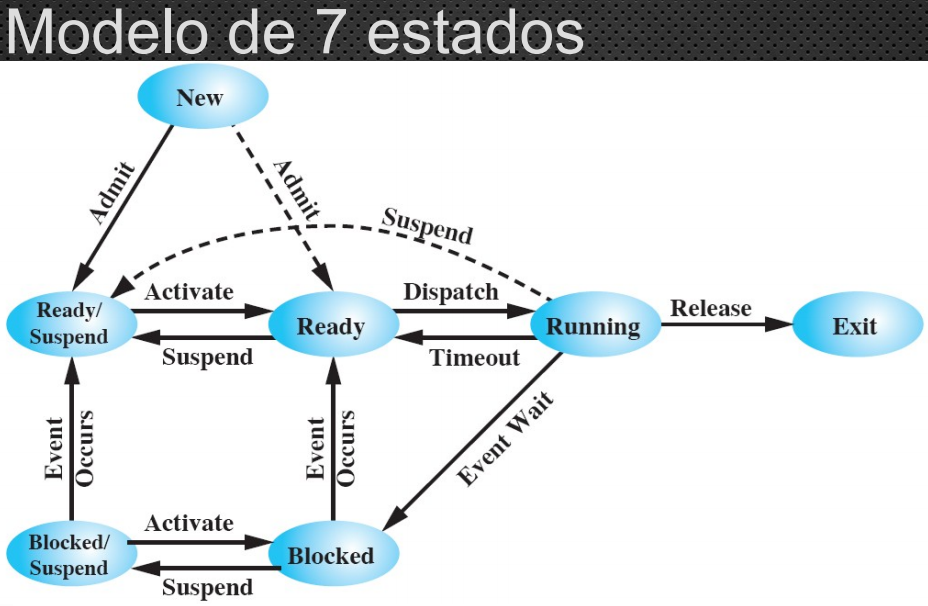 Modelo de 7 estados
New
Admit
Admit
Suspend
Ready/
Suspend
Activate
Suspend
Ready
Dispatch
Timeout
Running
Release
Exit
Event
Occurs
Event
Occurs
Event Wait
Blocked/
Suspend
Activate
Suspend
Blocked